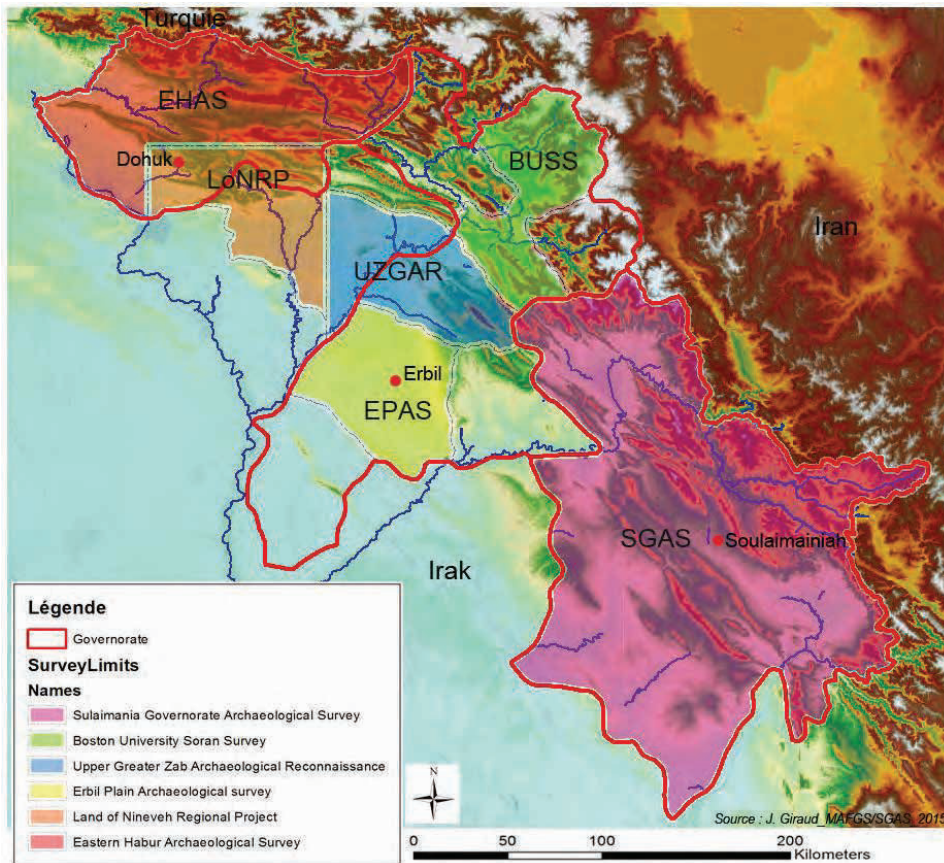 Turquie
EHAS
BUSS
Dohuk
LoNRP
Iran
UZGAR
Erbil
EPAS
SGAS
Soulaimainiah
Irak
Légende
Governorate
SurveyLimits
Names
Sulaimania Governorate Archaeological Survey
Boston University Soran Survey
Upper Greater Zab Archaeological Reconnaissance
Erbil Plain Archaeological survey
Land of Nineveh Regional Project
Eastern Habur Archaeological Survey
N
Source : J. Giraud_MAFGS/SGAS, 2015
0 50 100 200
Kilometers